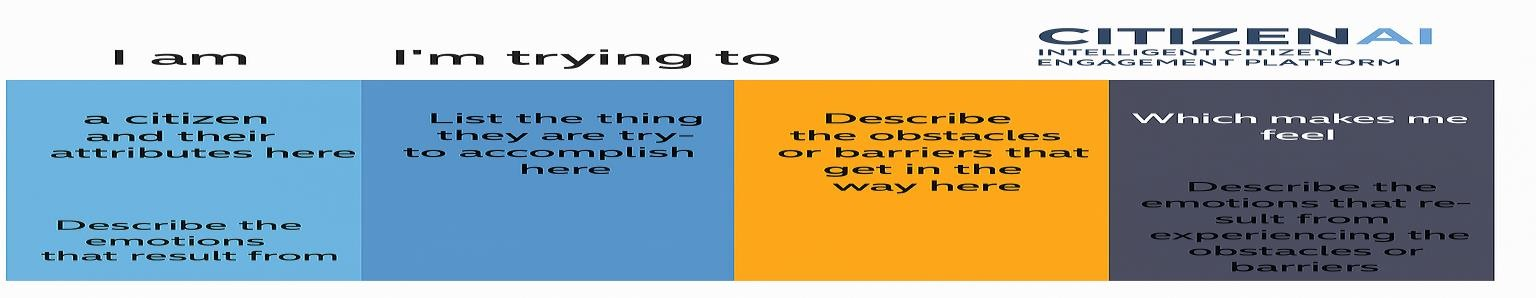 I am
I'm trying to
CITIZENAI
INTELLIGENT CITIZEN
ENGAGEMENT PLATFORM
a citizen
and their
attributes here
Describe the
emotions
that result from
List the thing
they are try-
to accomplish
here
Describe
the obstacles
or barriers that
get in the
way here
Which makes me
feel
Describe the
emotions that re-
sult from
experiencing the
obstacles or
barriers